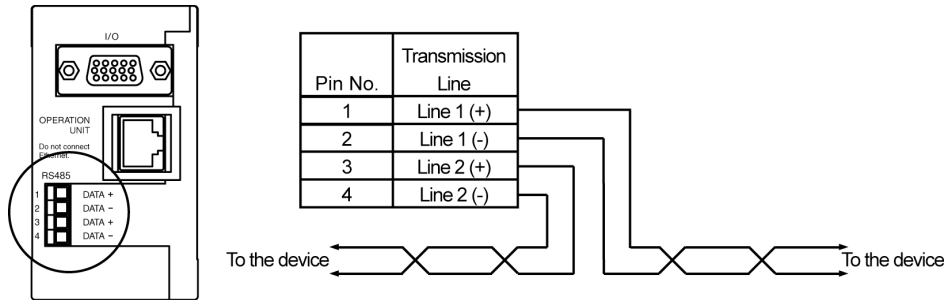 I/O
OPERATION
UNIT
Do not connect
Ethernet.
RS485
1 DATA +
2 DATA −
3 DATA +
4 DATA −
Pin No. Transmission Line
1 Line 1 (+)
2 Line 1 (-)
3 Line 2 (+)
4 Line 2 (-)
To the device
To the device